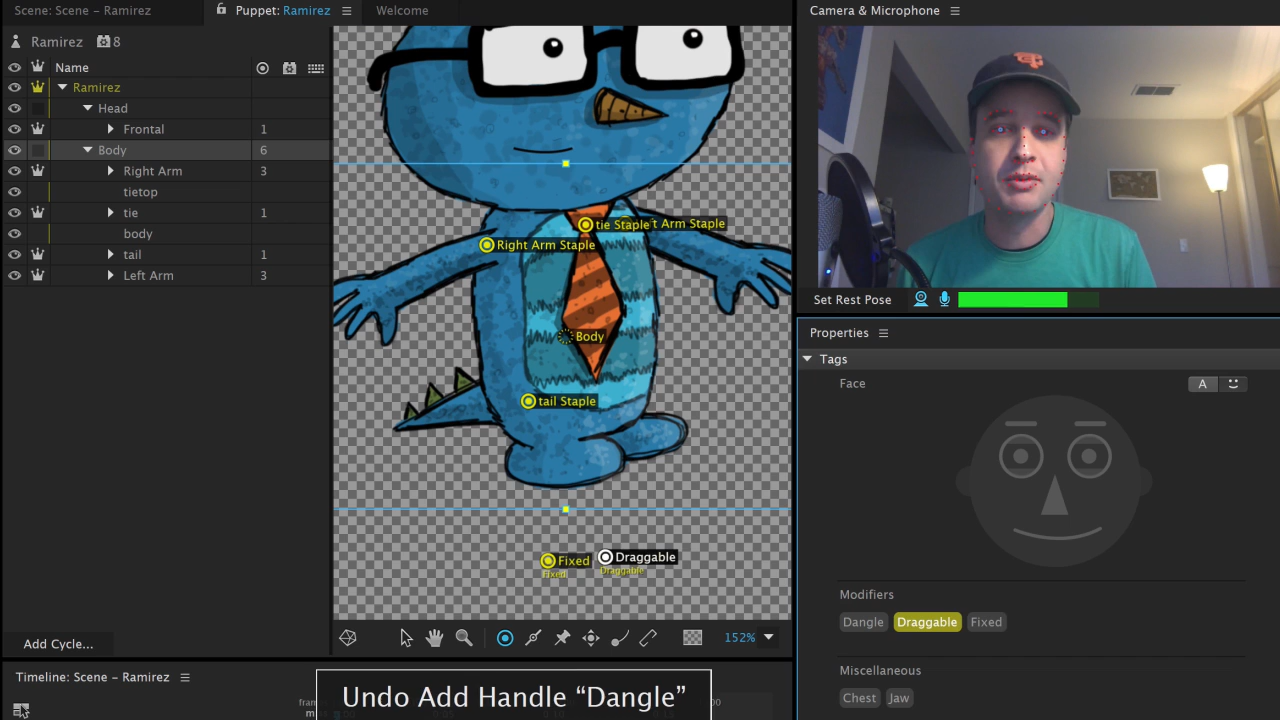 Scene: Scene – Ramirez
Puppet: Ramirez
Welcome
Camera & Microphone
Ramirez 8
Name
Ramirez
Head
Frontal 1
Body 6
Right Arm 3
tietop
tie 1
body
tail 1
Left Arm 3
tie Staple
t Arm Staple
Right Arm Staple
Body
tail Staple
Fixed
Fixed
Draggable
Draggable
Set Rest Pose
Properties
Tags
Face
A
Modifiers
Dangle Draggable Fixed
Miscellaneous
Chest Jaw
Add Cycle...
152%
Timeline: Scene – Ramirez
Undo Add Handle “Dangle”